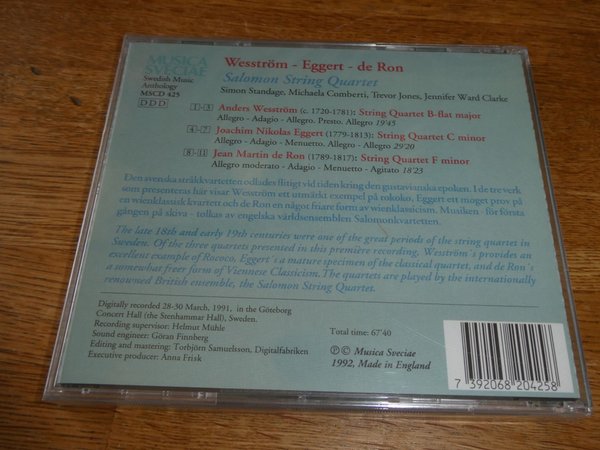 MUSICA
SVECIAE
Swedish Music
Anthology
MSCD 425
DDD
Wesström - Eggert - de Ron
Salomon String Quartet
Simon Standage, Michaela Comberti, Trevor Jones, Jennifer Ward Clarke
1-3 Anders Wesström (c. 1720-1781): String Quartet B-flat major
Allegro - Adagio - Allegro. Presto. Allegro 19'45
4-7 Joachim Nikolas Eggert (1779-1813): String Quartet C minor
Allegro - Adagio - Menuetto. Allegro - Allegro 29'20
8-11 Jean Martin de Ron (1789-1817): String Quartet F minor
Allegro moderato - Adagio - Menuetto - Agitato 18'23
Den svenska stråkkvartetten odlades flitigt vid tiden kring den gustavianska epoken. I de tre verk
som presenteras här visar Wesström ett utmärkt exempel på rokoko, Eggert ett moget prov på
en wienklassisk kvartett och de Ron en något friare form av wienklassicism. Musiken - för första
gången på skiva - tolkas av engelska världsensemblen, Salomonkvartetten.
The late 18th and early 19th centuries were one of the great periods of the string quartet in
Sweden. Of the three quartets presented in this première recording, Wesström´s provides an
excellent example of Rococo, Eggert´s a mature specimen of the classical quartet, and de Ron´s
a somewhat freer form of Viennese Classicism. The quartets are played by the internationally
renowned British ensemble, the Salomon String Quartet.
Digitally recorded 28-30 March, 1991, in the Göteborg
Concert Hall (the Stenhammar Hall), Sweden.
Recording supervisor: Helmut Mühle
Sound engineer: Göran Finnberg
Editing and mastering: Torbjörn Samuelsson, Digitalfabriken
Executive producer: Anna Frisk
Total time: 67'40
℗ © Musica Sveciae
1992, Made in England
7 392068 204258